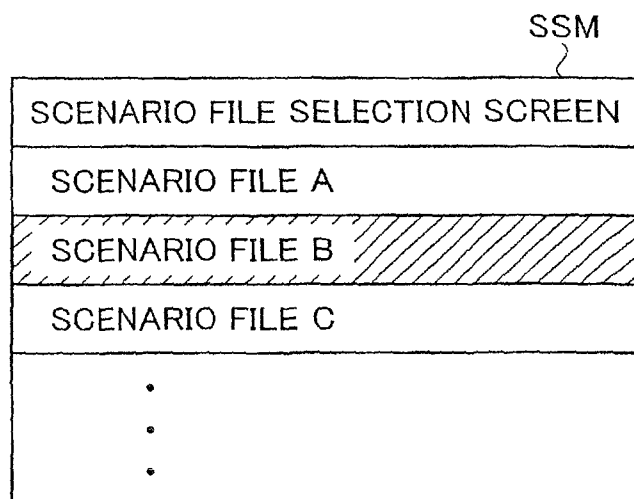 SSM
SCENARIO FILE SELECTION SCREEN
SCENARIO FILE A
SCENARIO FILE B
SCENARIO FILE C